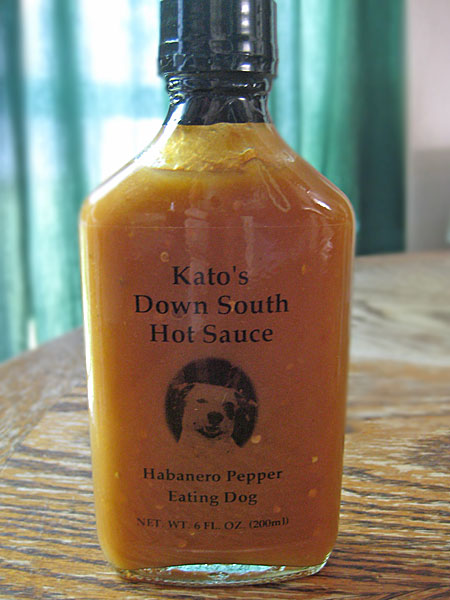 Kato's
Down South
Hot Sauce
Habanero Pepper
Eating Dog
NET. WT. 6 FL. OZ. (200ml)